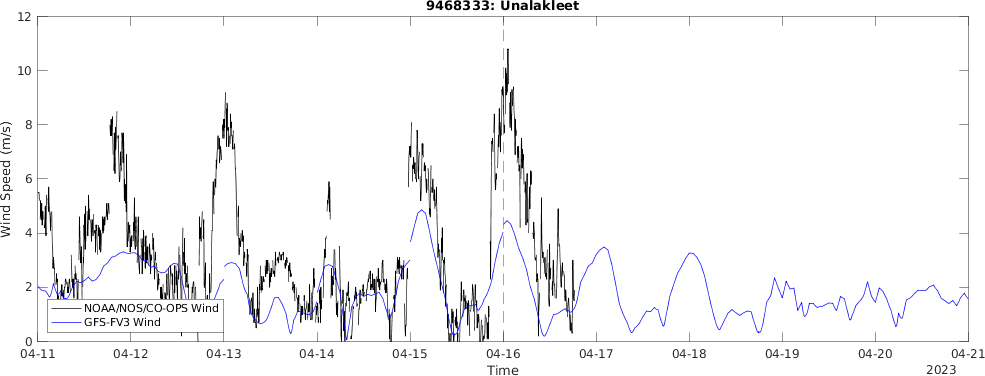 9468333: Unalakleet
12
10
8
6
4
2
0
Wind Speed (m/s)
NOAA/NOS/CO-OPS Wind
GFS-FV3 Wind
04-11 04-12 04-13 04-14 04-15 04-16 04-17 04-18 04-19 04-20 04-21
Time
2023